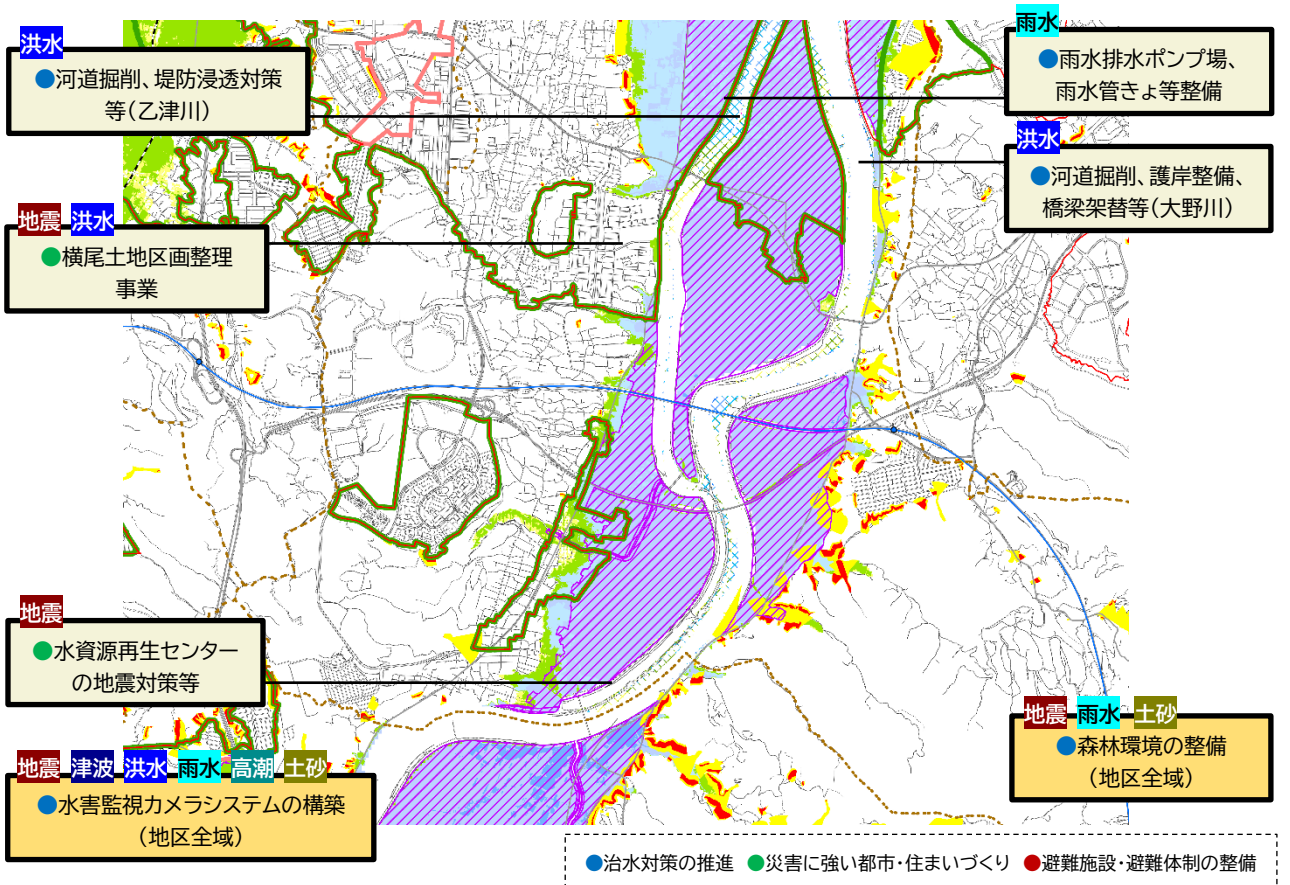 洪水
●河道掘削、堤防浸透対策
等(乙津川)
地震 洪水
●横尾土地区画整理
事業
地震
●水資源再生センター
の地震対策等
地震 津波 洪水 雨水 高潮 土砂
●水害監視カメラシステムの構築
(地区全域)
雨水
●雨水排水ポンプ場、
雨水管きょ等整備
洪水
●河道掘削、護岸整備、
橋梁架替等(大野川)
地震 雨水 土砂
●森林環境の整備
(地区全域)
●治水対策の推進 ●災害に強い都市・住まいづくり ●避難施設・避難体制の整備